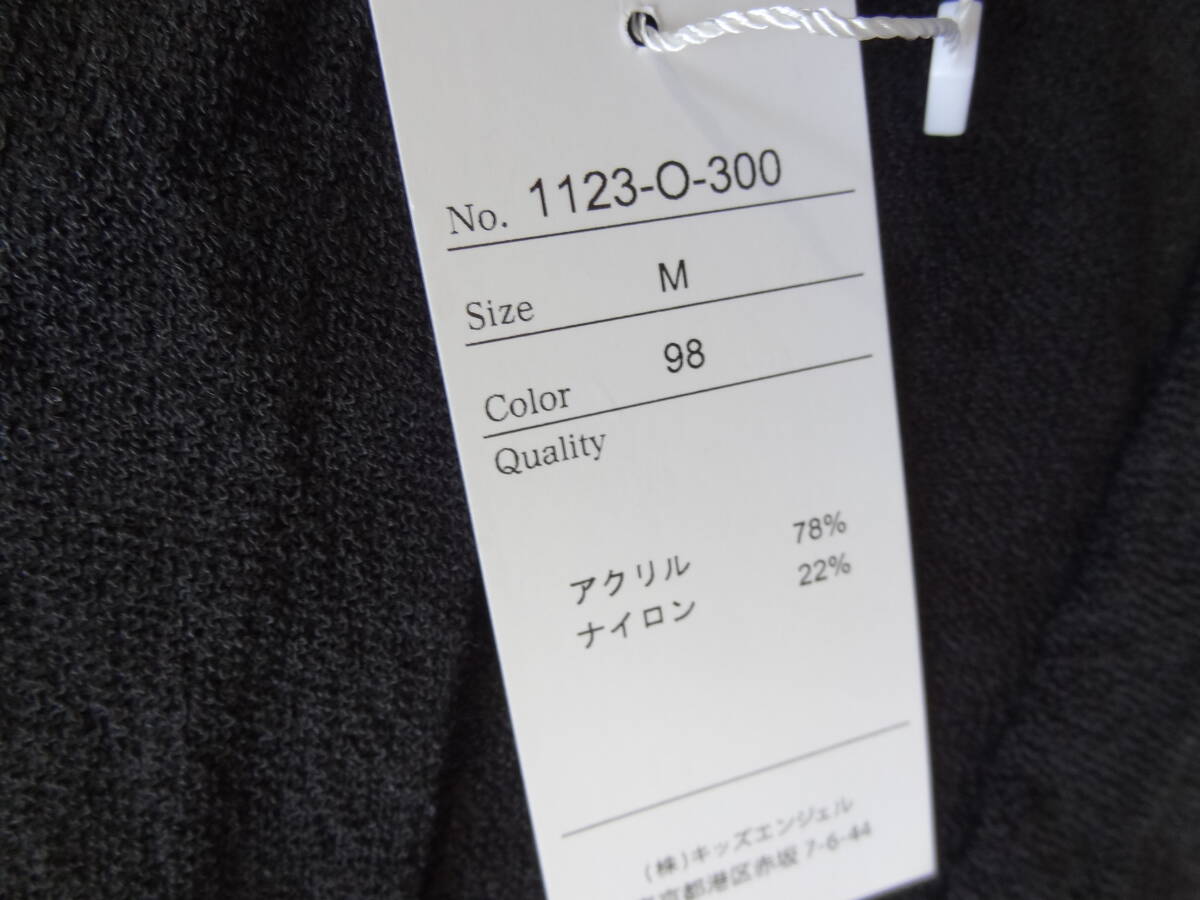 No. 1123-O-300
Size M
Color 98
Quality
アクリル 78%
ナイロン 22%
(株)キッズエンジェル
京都港区赤坂 7-6-44